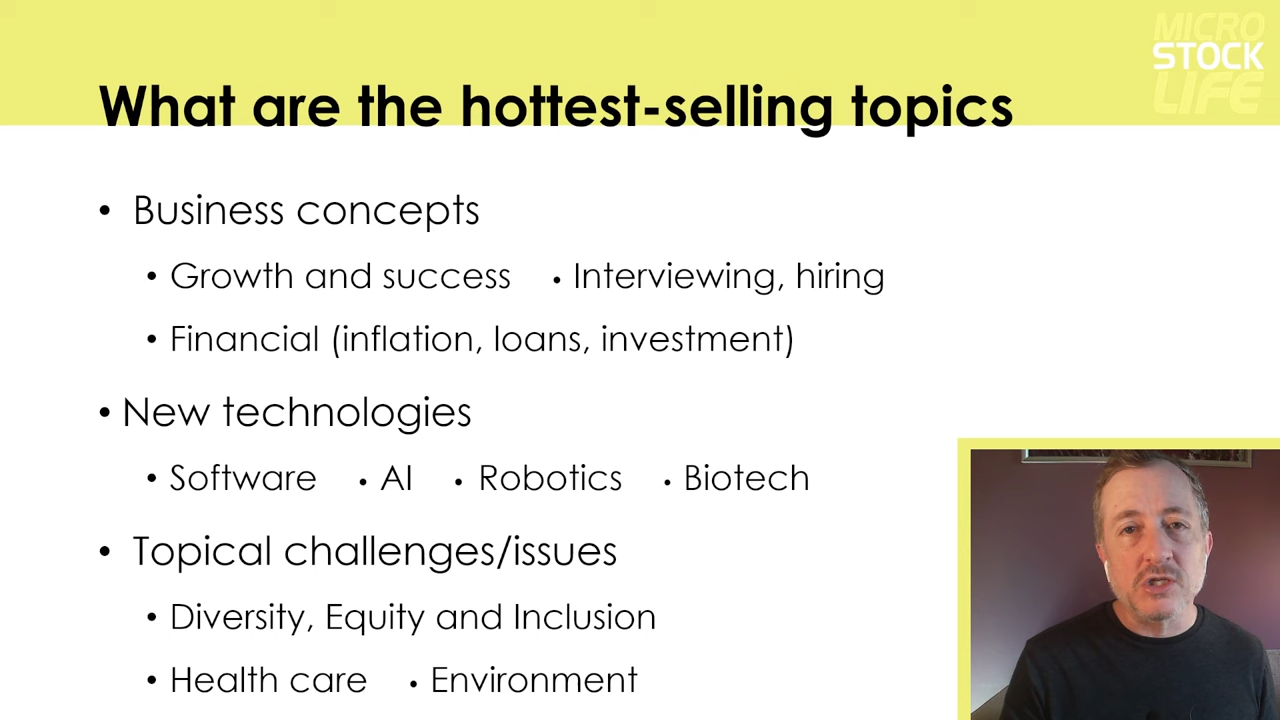 MICRO
STOCK
LIFE
What are the hottest-selling topics
• Business concepts
• Growth and success • Interviewing, hiring
• Financial (inflation, loans, investment)
• New technologies
• Software • AI • Robotics • Biotech
• Topical challenges/issues
• Diversity, Equity and Inclusion
• Health care • Environment